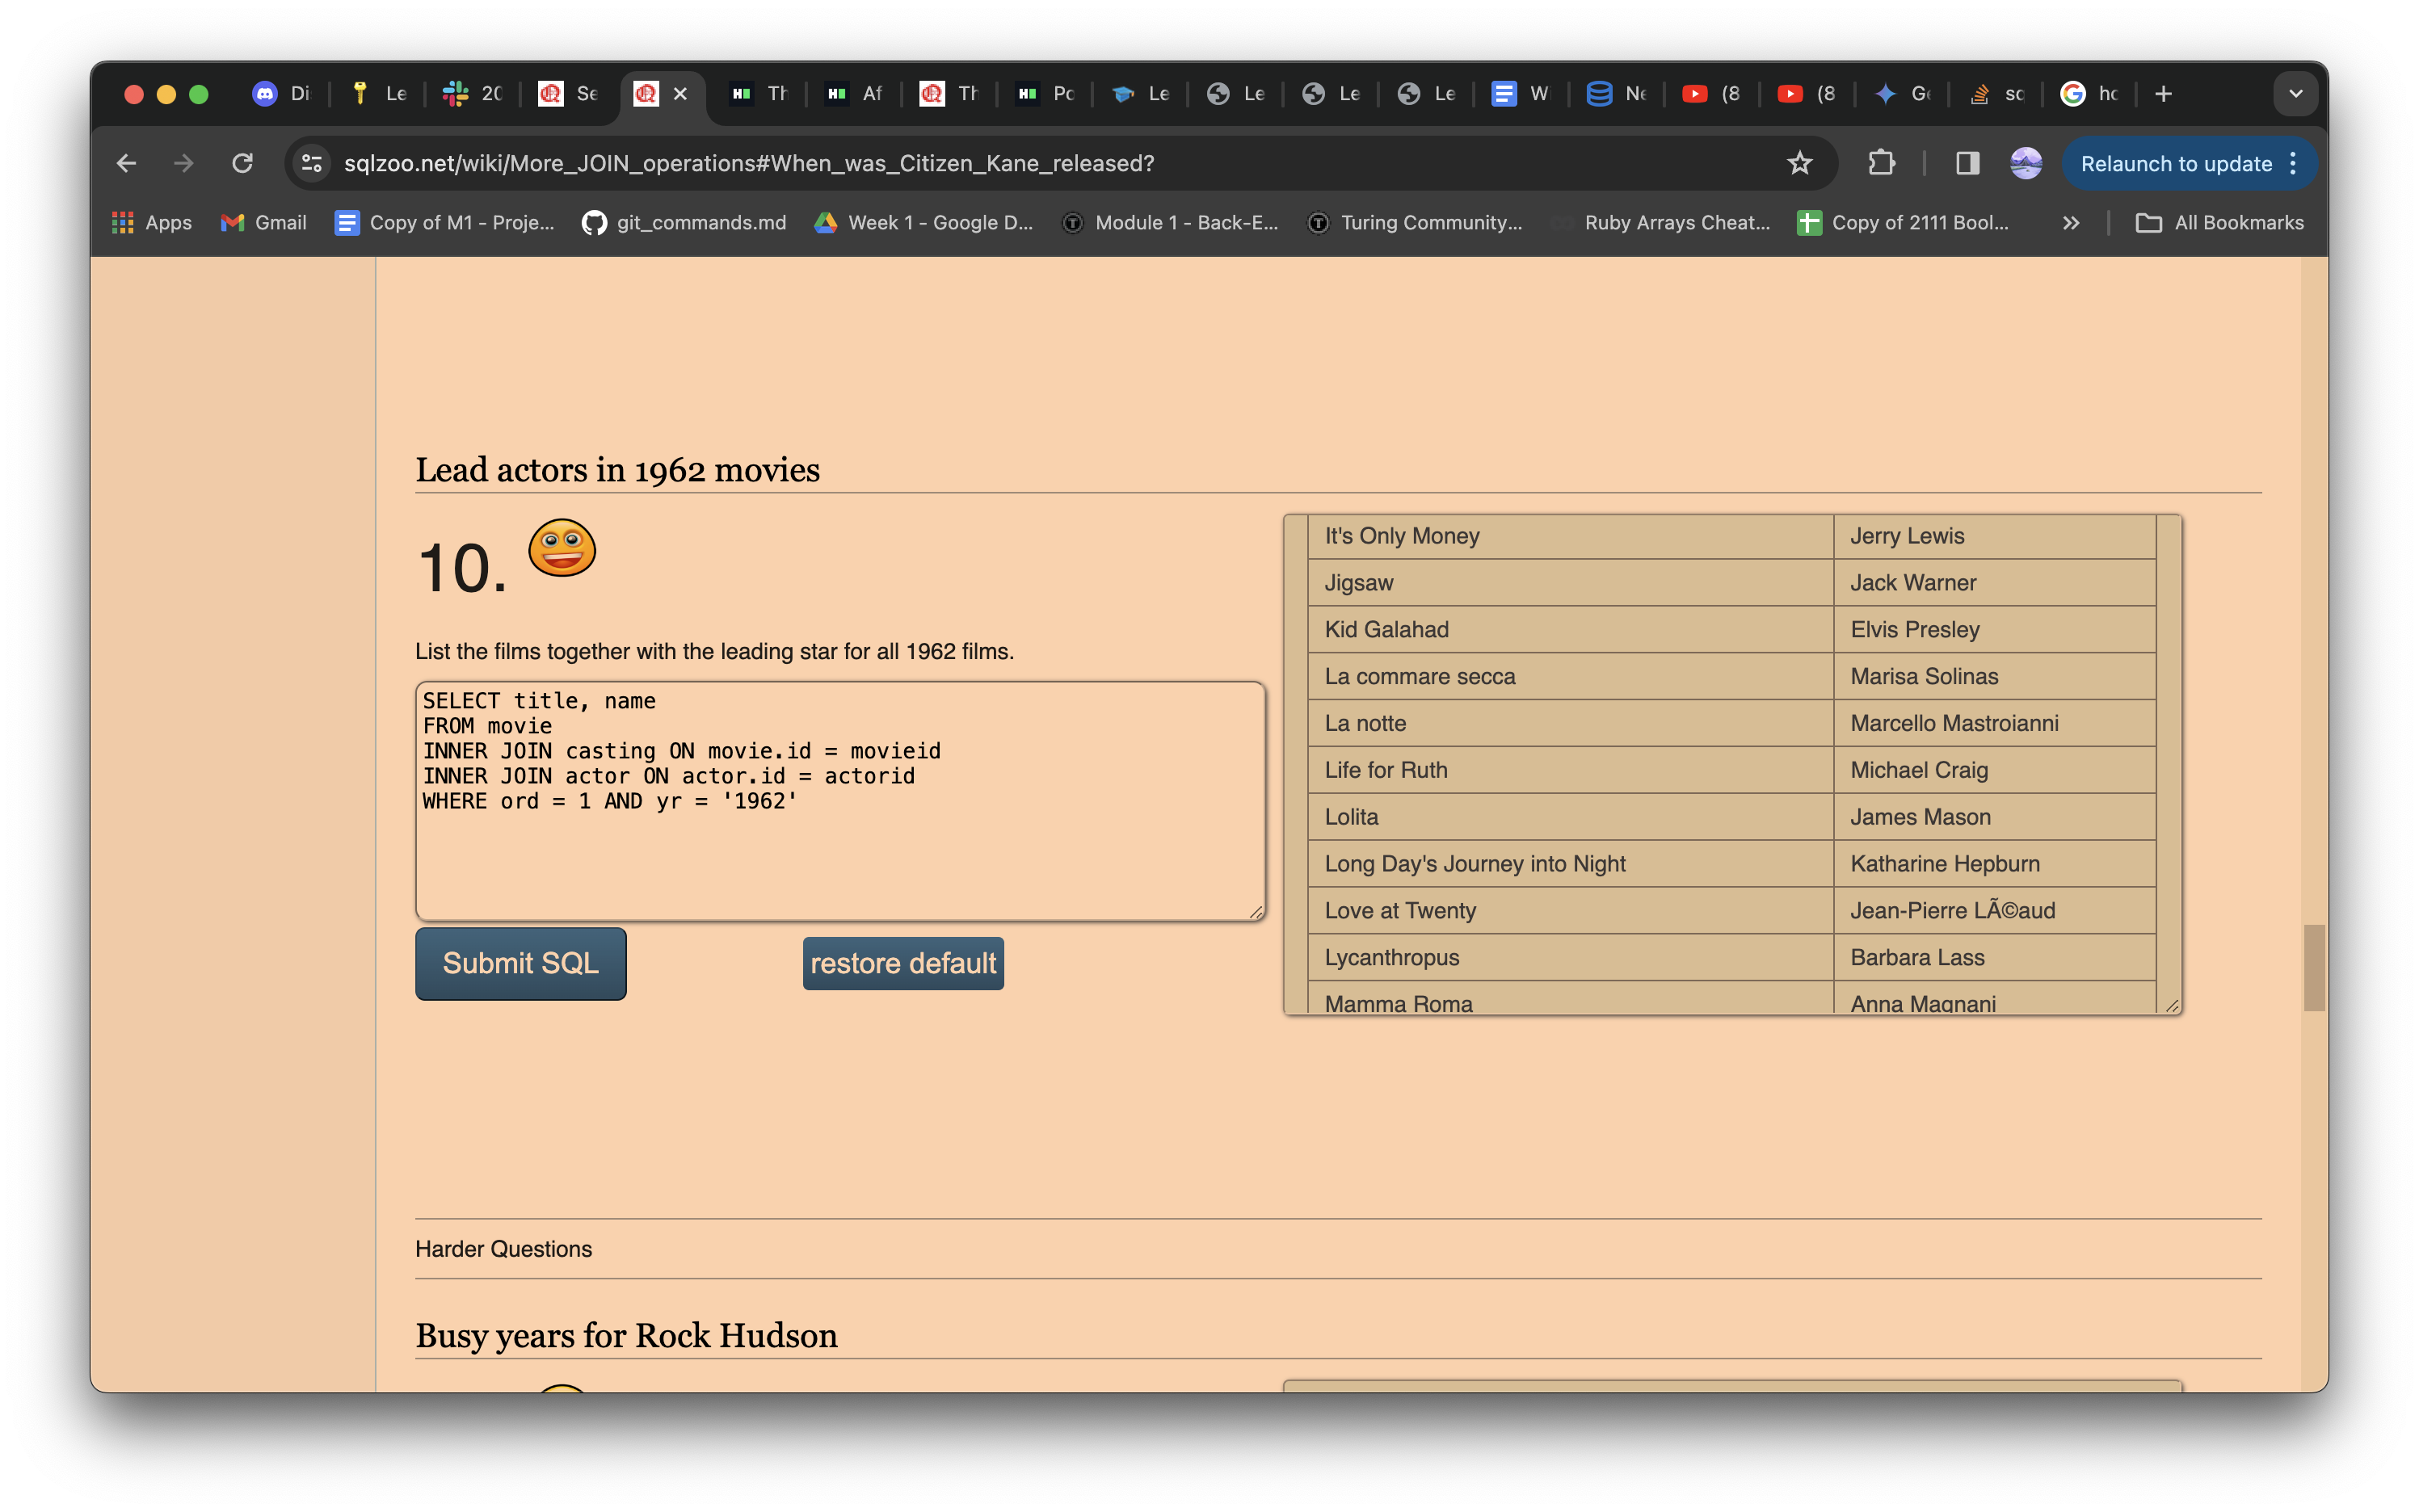 Di
Le
20
Se
Th
Af
Th
Po
Le
Le
Le
Le
W
Ne
(8
(8
G
so
ho
sqlzoo.net/wiki/More_JOIN_operations#When_was_Citizen_Kane_released?
Relaunch to update
Apps
Gmail
Copy of M1 - Proje...
git_commands.md
Week 1 - Google D...
Module 1 - Back-E...
Turing Community...
Ruby Arrays Cheat...
Copy of 2111 Bool...
All Bookmarks
Lead actors in 1962 movies
10.
List the films together with the leading star for all 1962 films.
SELECT title, name
FROM movie
INNER JOIN casting ON movie.id = movieid
INNER JOIN actor ON actor.id = actorid
WHERE ord = 1 AND yr = '1962'
Submit SQL
restore default
It's Only Money Jerry Lewis
Jigsaw Jack Warner
Kid Galahad Elvis Presley
La commare secca Marisa Solinas
La notte Marcello Mastroianni
Life for Ruth Michael Craig
Lolita James Mason
Long Day's Journey into Night Katharine Hepburn
Love at Twenty Jean-Pierre LÃ©aud
Lycanthropus Barbara Lass
Mamma Roma Anna Magnani
Harder Questions
Busy years for Rock Hudson